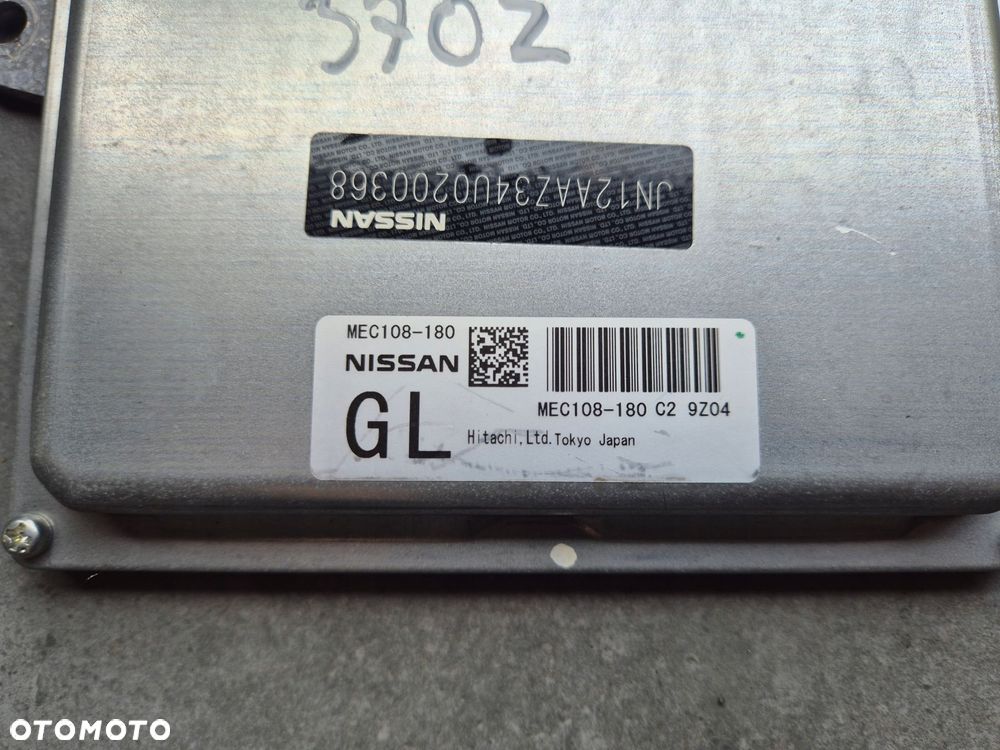 370Z
NISSAN
JN12AAZ34U0200368
MEC108-180
NISSAN
GL
MEC108-180 C2 9Z04
Hitachi,Ltd.Tokyo Japan
OTOMOTO